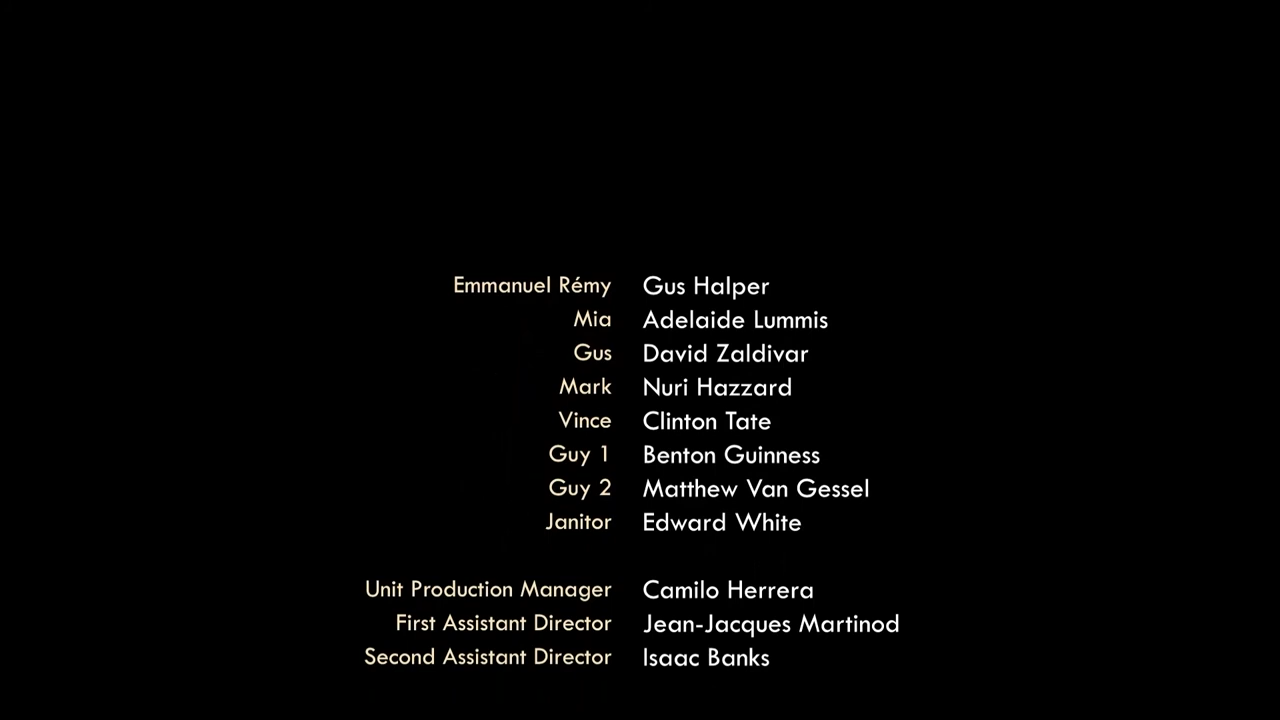 Emmanuel Rémy Gus Halper
Mia Adelaide Lummis
Gus David Zaldivar
Mark Nuri Hazzard
Vince Clinton Tate
Guy 1 Benton Guinness
Guy 2 Matthew Van Gessel
Janitor Edward White
Unit Production Manager Camilo Herrera
First Assistant Director Jean-Jacques Martinod
Second Assistant Director Isaac Banks